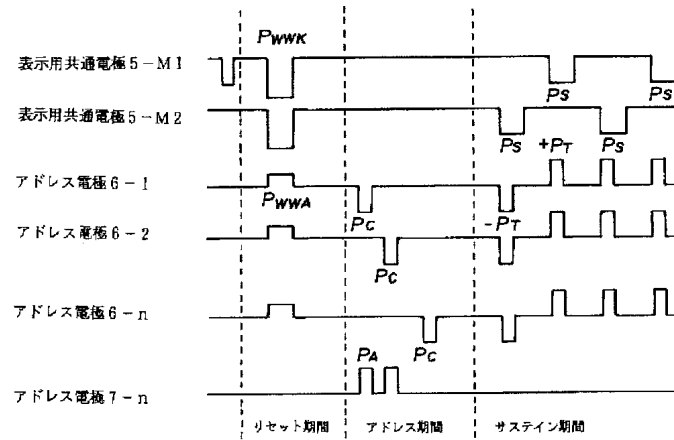 PWWK
表示用共通電極5-M1
PS
PS
表示用共通電極5-M2
PS
+PT
PS
アドレス電極6-1
PWWA
PC
-PT
アドレス電極6-2
PC
アドレス電極6-n
PA
PC
アドレス電極7-n
リセット期間
アドレス期間
サステイン期間